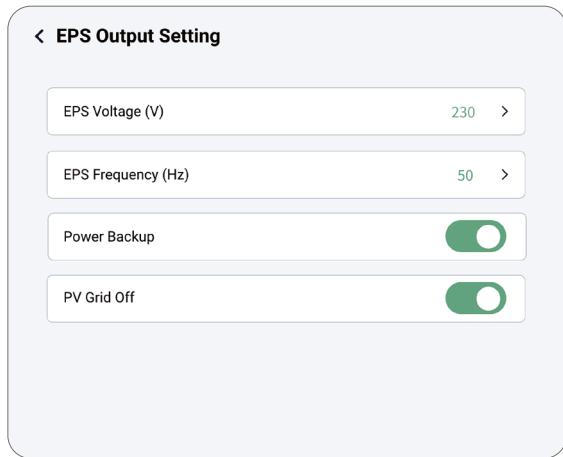 EPS Output Setting
EPS Voltage (V) 230
EPS Frequency (Hz) 50
Power Backup
PV Grid Off